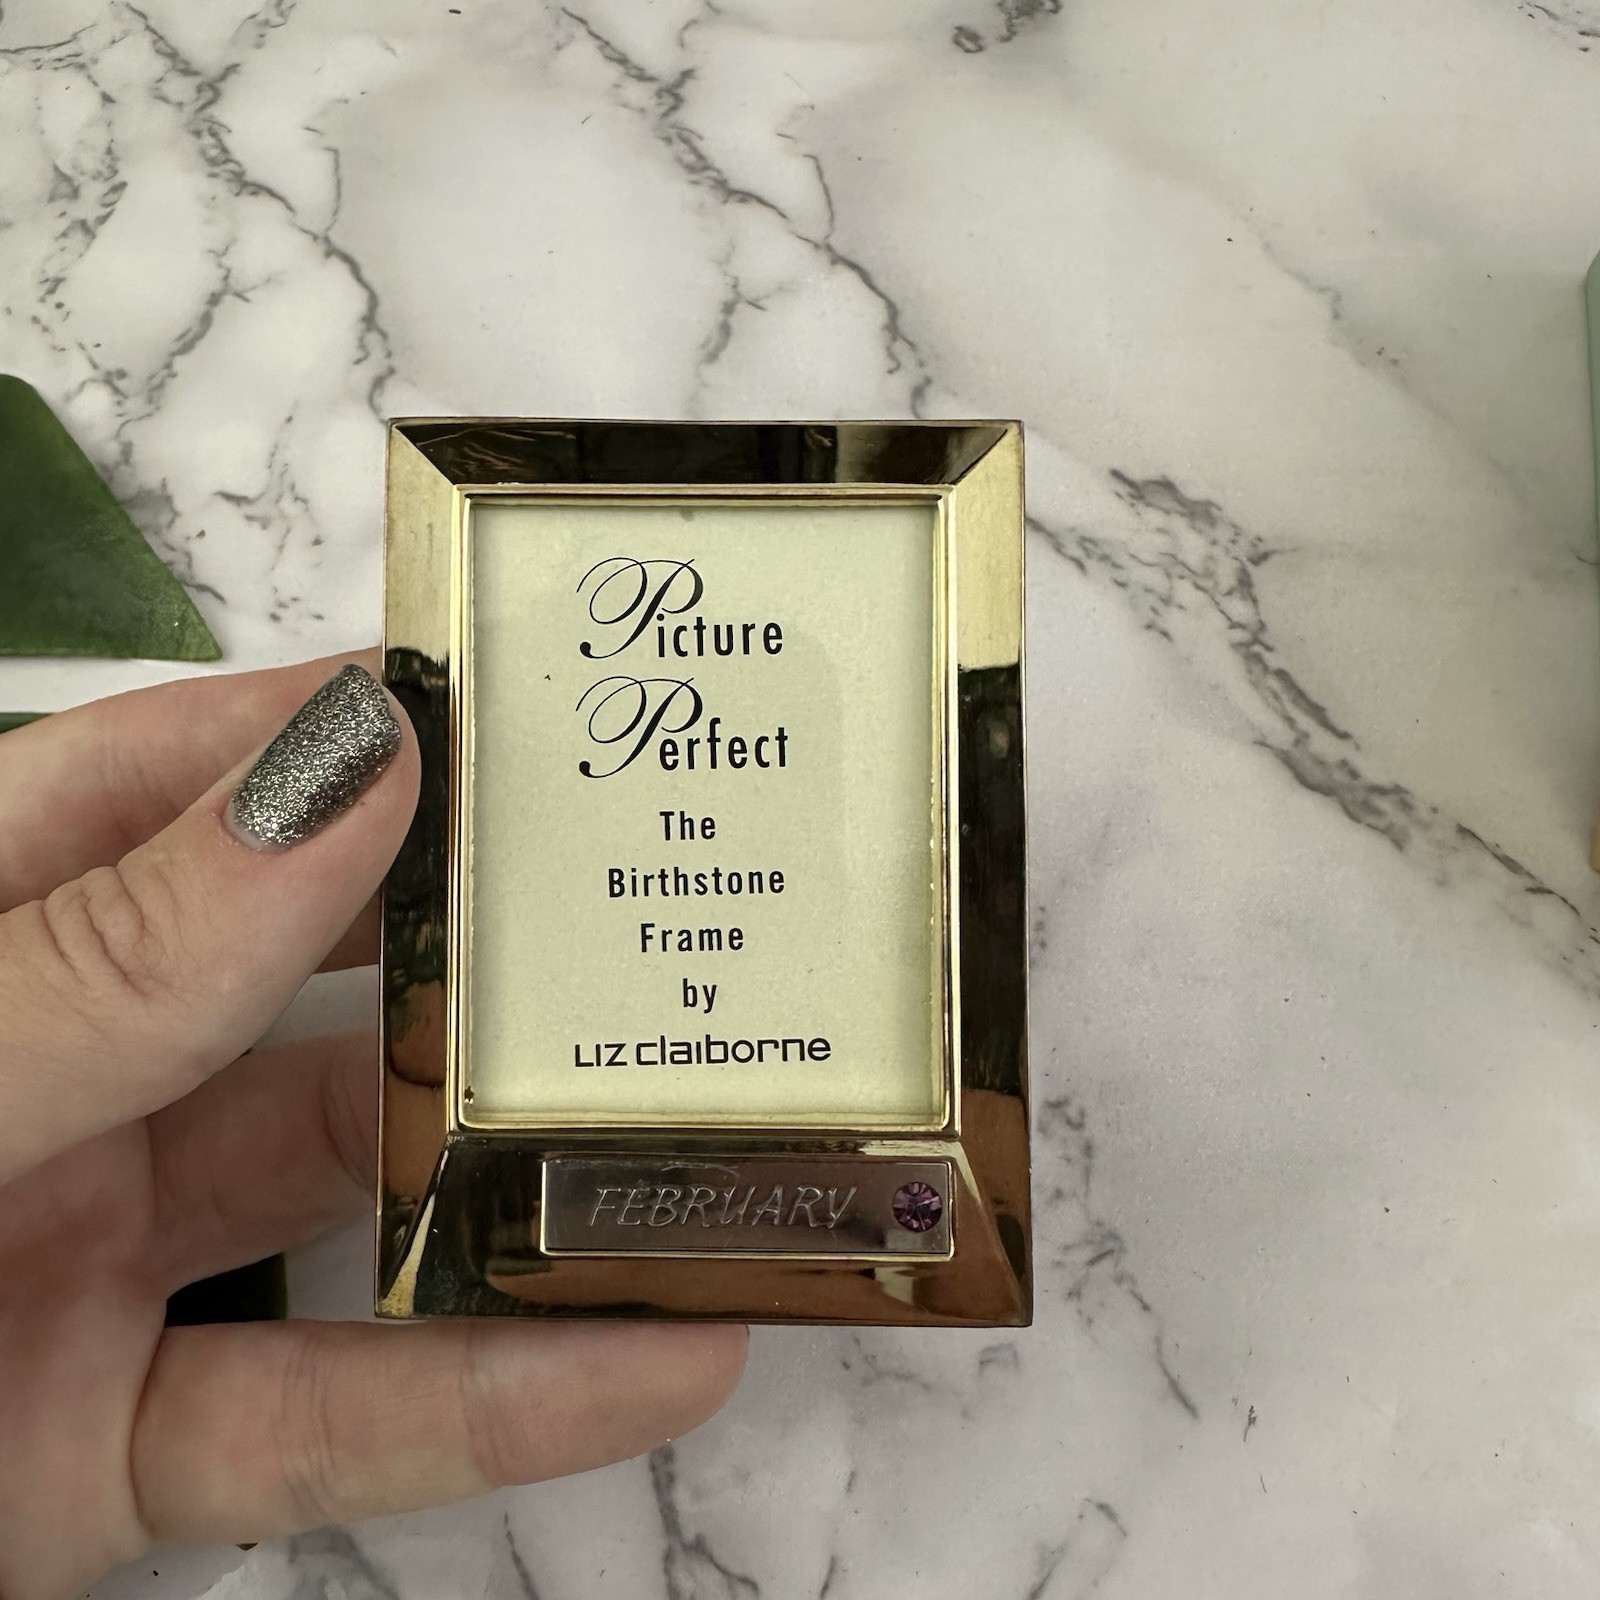 Picture
Perfect
The
Birthstone
Frame
by
LIZ claiborne
FEBRUARY